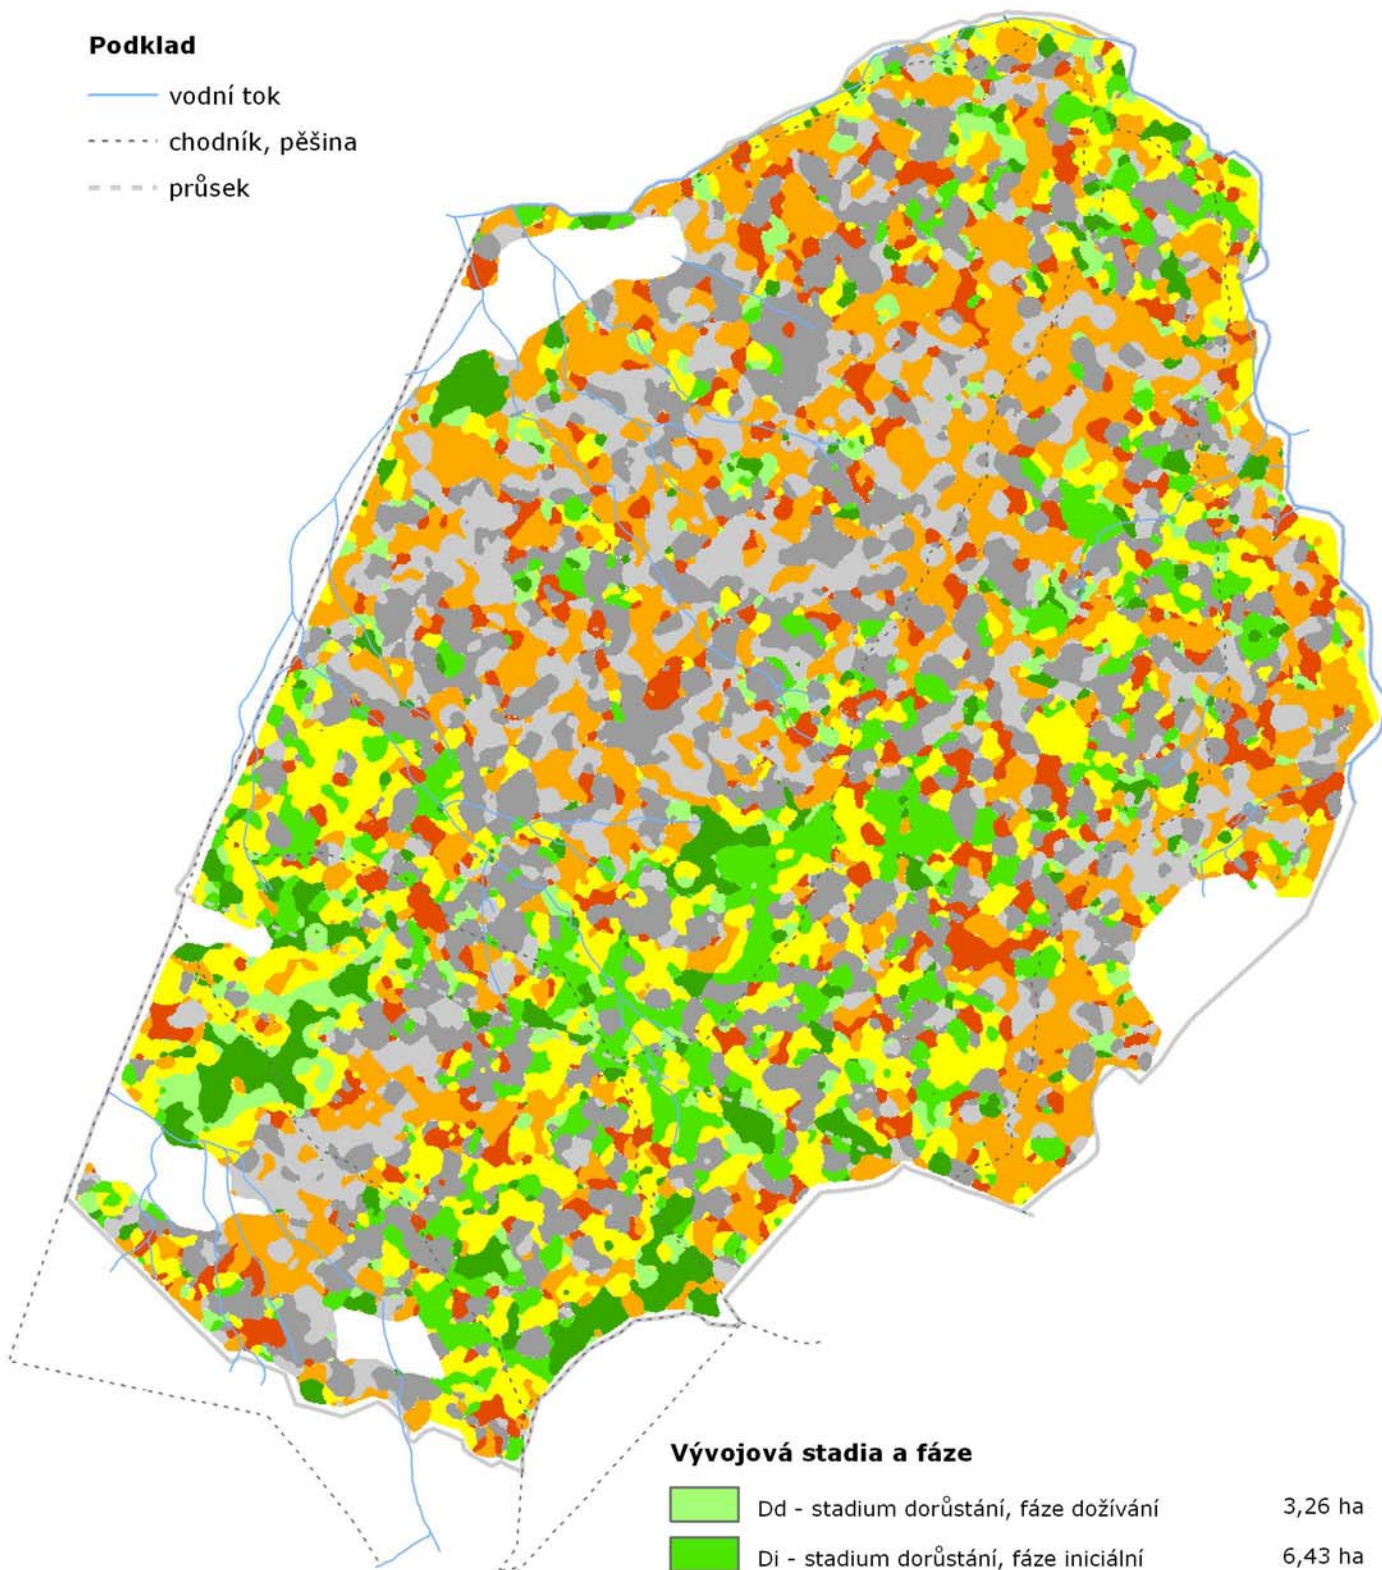 Podklad
vodní tok
chodník, pěšina
průsek
Vývojová stadia a fáze
Dd - stadium dorůstání, fáze dožívání 3,26 ha
Di - stadium dorůstání, fáze iniciální 6,43 ha